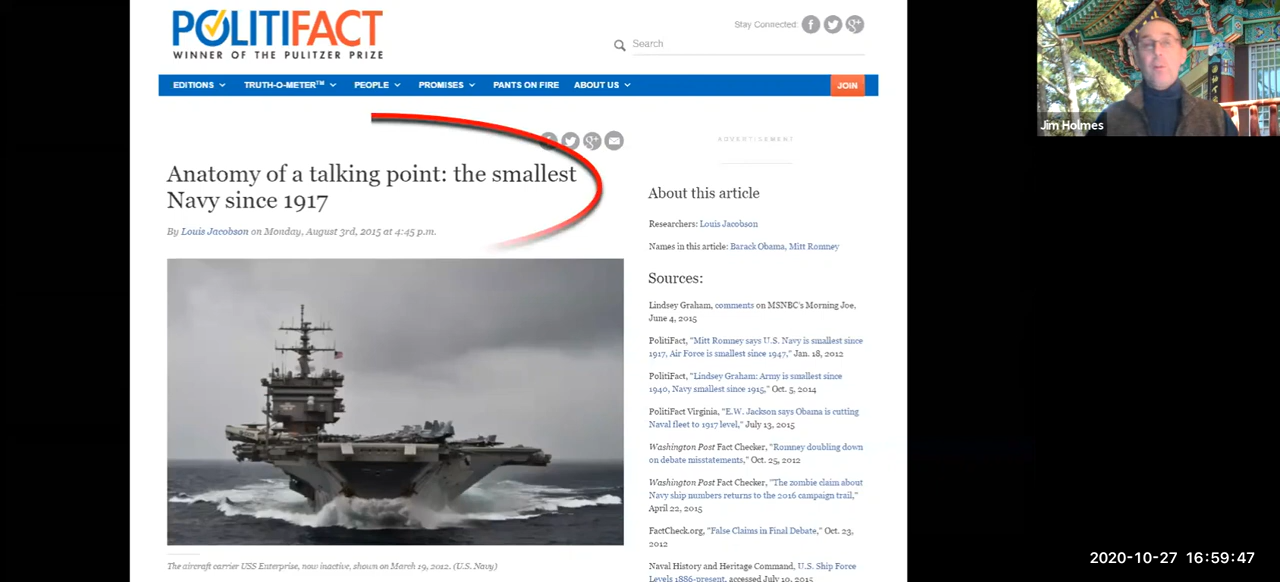 POLITIFACT
WINNER OF THE PULITZER PRIZE
Stay Connected:
Search
EDITIONS TRUTH-O-METER™ PEOPLE PROMISES PANTS ON FIRE ABOUT US JOIN
Jim Holmes
ADVERTISEMENT
Anatomy of a talking point: the smallest
Navy since 1917
By Louis Jacobson on Monday, August 3rd, 2015 at 4:45 p.m.
The aircraft carrier USS Enterprise, now inactive, shown on March 19, 2012. (U.S. Navy)
About this article
Researchers: Louis Jacobson
Names in this article: Barack Obama, Mitt Romney
Sources:
Lindsey Graham, comments on MSNBC's Morning Joe,
June 4, 2015
PolitiFact, "Mitt Romney says U.S. Navy is smallest since
1917, Air Force is smallest since 1947," Jan. 18, 2012
PolitiFact, "Lindsey Graham: Army is smallest since
1940, Navy smallest since 1915," Oct. 5, 2014
PolitiFact Virginia, "E.W. Jackson says Obama is cutting
Naval fleet to 1917 level," July 13, 2015
Washington Post Fact Checker, "Romney doubling down
on debate misstatements," Oct. 25, 2012
Washington Post Fact Checker, "The zombie claim about
Navy ship numbers returns to the 2016 campaign trail,"
April 22, 2015
FactCheck.org, "False Claims in Final Debate," Oct. 23,
2012
Naval History and Heritage Command, U.S. Ship Force
Levels 1886-present, accessed July 10, 2015
2020-10-27 16:59:47